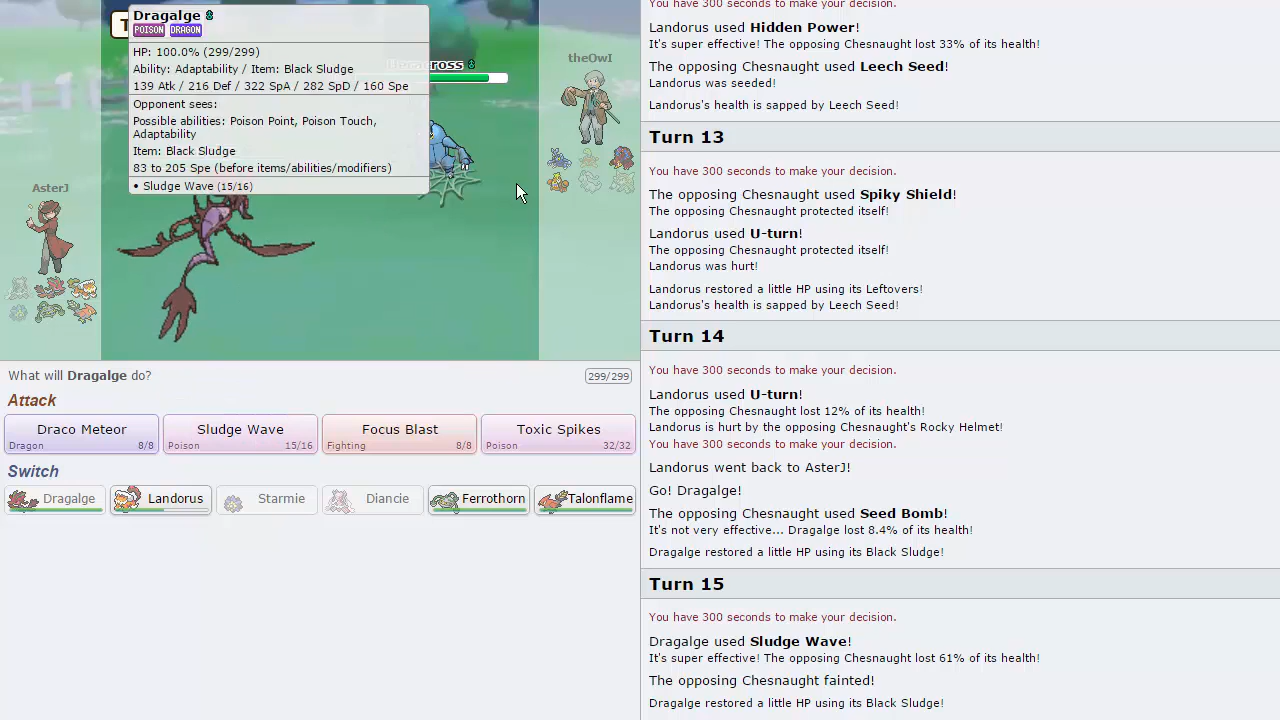 Dragalge
POISON DRAGON
HP: 100.0% (299/299)
Ability: Adaptability / Item: Black Sludge
139 Atk / 216 Def / 322 SpA / 282 SpD / 160 Spe
Opponent sees:
Possible abilities: Poison Point, Poison Touch,
Adaptability
Item: Black Sludge
83 to 205 Spe (before items/abilities/modifiers)
• Sludge Wave (15/16)
theOwI
AsterJ
What will Dragalge do?
299/299
Attack
Draco Meteor
Dragon 8/8
Sludge Wave
Poison 15/16
Focus Blast
Fighting 8/8
Toxic Spikes
Poison 32/32
Switch
Dragalge
Landorus
Starmie
Diancie
Ferrothorn
Talonflame
You have 300 seconds to make your decision.
Landorus used Hidden Power!
It's super effective! The opposing Chesnaught lost 33% of its health!
The opposing Chesnaught used Leech Seed!
Landorus was seeded!
Landorus's health is sapped by Leech Seed!
Turn 13
You have 300 seconds to make your decision.
The opposing Chesnaught used Spiky Shield!
The opposing Chesnaught protected itself!
Landorus used U-turn!
The opposing Chesnaught protected itself!
Landorus was hurt!
Landorus restored a little HP using its Leftovers!
Landorus's health is sapped by Leech Seed!
Turn 14
You have 300 seconds to make your decision.
Landorus used U-turn!
The opposing Chesnaught lost 12% of its health!
Landorus is hurt by the opposing Chesnaught's Rocky Helmet!
You have 300 seconds to make your decision.
Landorus went back to AsterJ!
Go! Dragalge!
The opposing Chesnaught used Seed Bomb!
It's not very effective... Dragalge lost 8.4% of its health!
Dragalge restored a little HP using its Black Sludge!
Turn 15
You have 300 seconds to make your decision.
Dragalge used Sludge Wave!
It's super effective! The opposing Chesnaught lost 61% of its health!
The opposing Chesnaught fainted!
Dragalge restored a little HP using its Black Sludge!